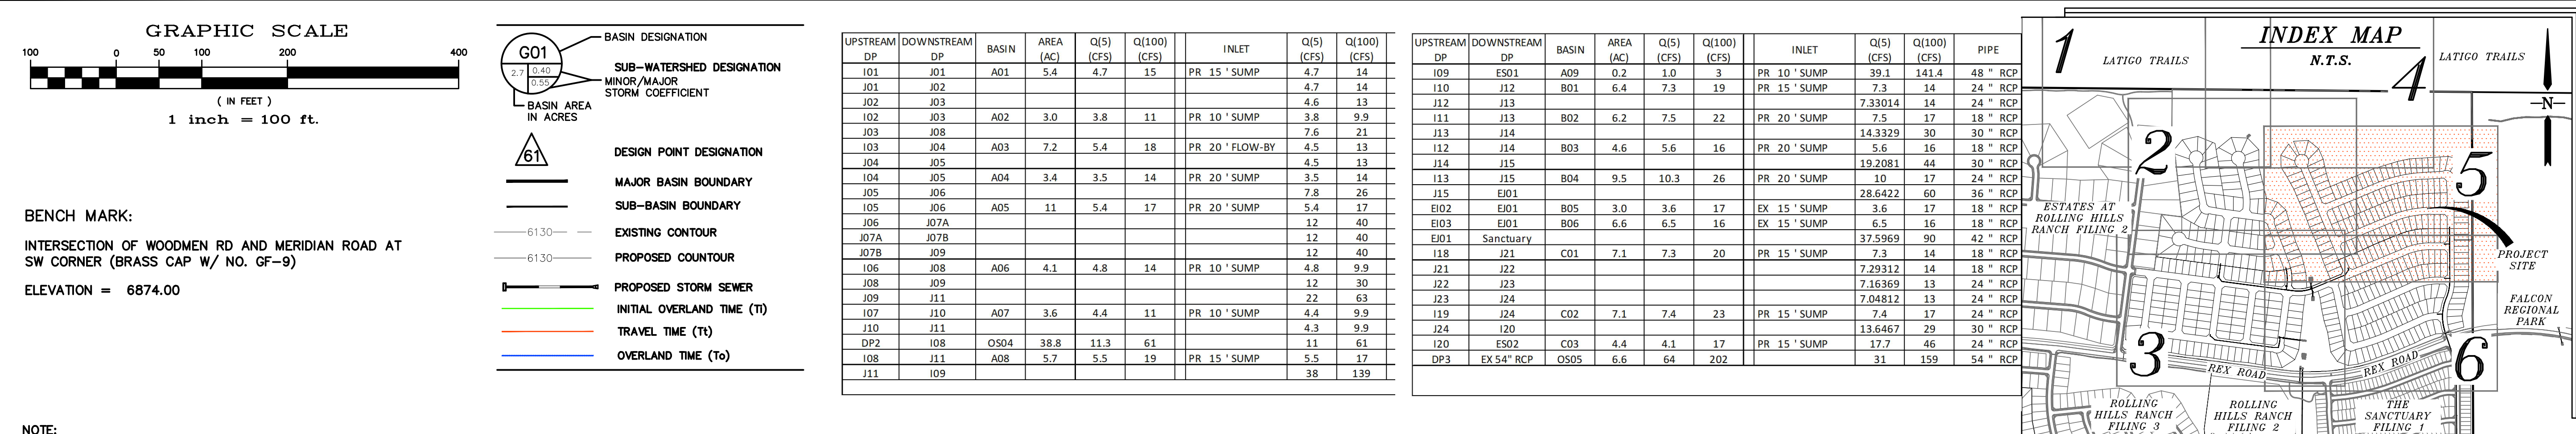 GRAPHIC SCALE
100 0 50 100 200 400
( IN FEET )
1 inch = 100 ft.
BENCH MARK:
INTERSECTION OF WOODMEN RD AND MERIDIAN ROAD AT
SW CORNER (BRASS CAP W/ NO. GF-9)
ELEVATION = 6874.00
NOTE:
G01
2.7 0.40
0.55
BASIN DESIGNATION
SUB-WATERSHED DESIGNATION
MINOR/MAJOR
STORM COEFFICIENT
BASIN AREA
IN ACRES
61 DESIGN POINT DESIGNATION
MAJOR BASIN BOUNDARY
SUB-BASIN BOUNDARY
6130 EXISTING CONTOUR
6130 PROPOSED COUNTOUR
PROPOSED STORM SEWER
INITIAL OVERLAND TIME (Ti)
TRAVEL TIME (Tt)
OVERLAND TIME (To)
UPSTREAM DOWNSTREAM BASIN AREA Q(5) Q(100) INLET Q(5) Q(100)
DP DP (AC) (CFS) (CFS) (CFS) (CFS)
I01 J01 A01 5.4 4.7 15 PR 15 ' SUMP 4.7 14
J01 J02 4.7 14
J02 J03 4.6 13
I02 J03 A02 3.0 3.8 11 PR 10 ' SUMP 3.8 9.9
J03 J08 7.6 21
I03 J04 A03 7.2 5.4 18 PR 20 ' FLOW-BY 4.5 13
J04 J05 4.5 13
I04 J05 A04 3.4 3.5 14 PR 20 ' SUMP 3.5 14
J05 J06 7.8 26
I05 J06 A05 11 5.4 17 PR 20 ' SUMP 5.4 17
J06 J07A 12 40
J07A J07B 12 40
J07B J09 12 40
I06 J08 A06 4.1 4.8 14 PR 10 ' SUMP 4.8 9.9
J08 J09 12 30
J09 J11 22 63
I07 J10 A07 3.6 4.4 11 PR 10 ' SUMP 4.4 9.9
J10 J11 4.3 9.9
DP2 I08 OS04 38.8 11.3 61 11 61
I08 J11 A08 5.7 5.5 19 PR 15 ' SUMP 5.5 17
J11 I09 38 139
UPSTREAM DOWNSTREAM BASIN AREA Q(5) Q(100) INLET Q(5) Q(100) PIPE
DP DP (AC) (CFS) (CFS) (CFS) (CFS)
I09 ES01 A09 0.2 1.0 3 PR 10 ' SUMP 39.1 141.4 48 " RCP
I10 J12 B01 6.4 7.3 19 PR 15 ' SUMP 7.3 14 24 " RCP
J12 J13 7.33014 14 24 " RCP
I11 J13 B02 6.2 7.5 22 PR 20 ' SUMP 7.5 17 18 " RCP
J13 J14 14.3329 30 30 " RCP
I12 J14 B03 4.6 5.6 16 PR 20 ' SUMP 5.6 16 18 " RCP
J14 J15 19.2081 44 30 " RCP
I13 J15 B04 9.5 10.3 26 PR 20 ' SUMP 10 17 24 " RCP
J15 EJ01 28.6422 60 36 " RCP
EI02 EJ01 B05 3.0 3.6 17 EX 15 ' SUMP 3.6 17 18 " RCP
EI03 EJ01 B06 6.6 6.5 16 EX 15 ' SUMP 6.5 16 18 " RCP
EJ01 Sanctuary 37.5969 90 42 " RCP
I18 J21 C01 7.1 7.3 20 PR 15 ' SUMP 7.3 14 18 " RCP
J21 J22 7.29312 14 18 " RCP
J22 J23 7.16369 13 24 " RCP
J23 J24 7.04812 13 24 " RCP
I19 J24 C02 7.1 7.4 23 PR 15 ' SUMP 7.4 17 24 " RCP
J24 I20 13.6467 29 30 " RCP
I20 ES02 C03 4.4 4.1 17 PR 15 ' SUMP 17.7 46 24 " RCP
DP3 EX 54" RCP OS05 6.6 64 202 31 159 54 " RCP
INDEX MAP
N.T.S.
1
LATIGO TRAILS
4
LATIGO TRAILS
N
2
5
ESTATES AT
ROLLING HILLS
RANCH FILING 2
PROJECT
SITE
FALCON
REGIONAL
PARK
3
REX ROAD
REX ROAD
6
ROLLING
HILLS RANCH
FILING 3
ROLLING
HILLS RANCH
FILING 2
THE
SANCTUARY
FILING 1